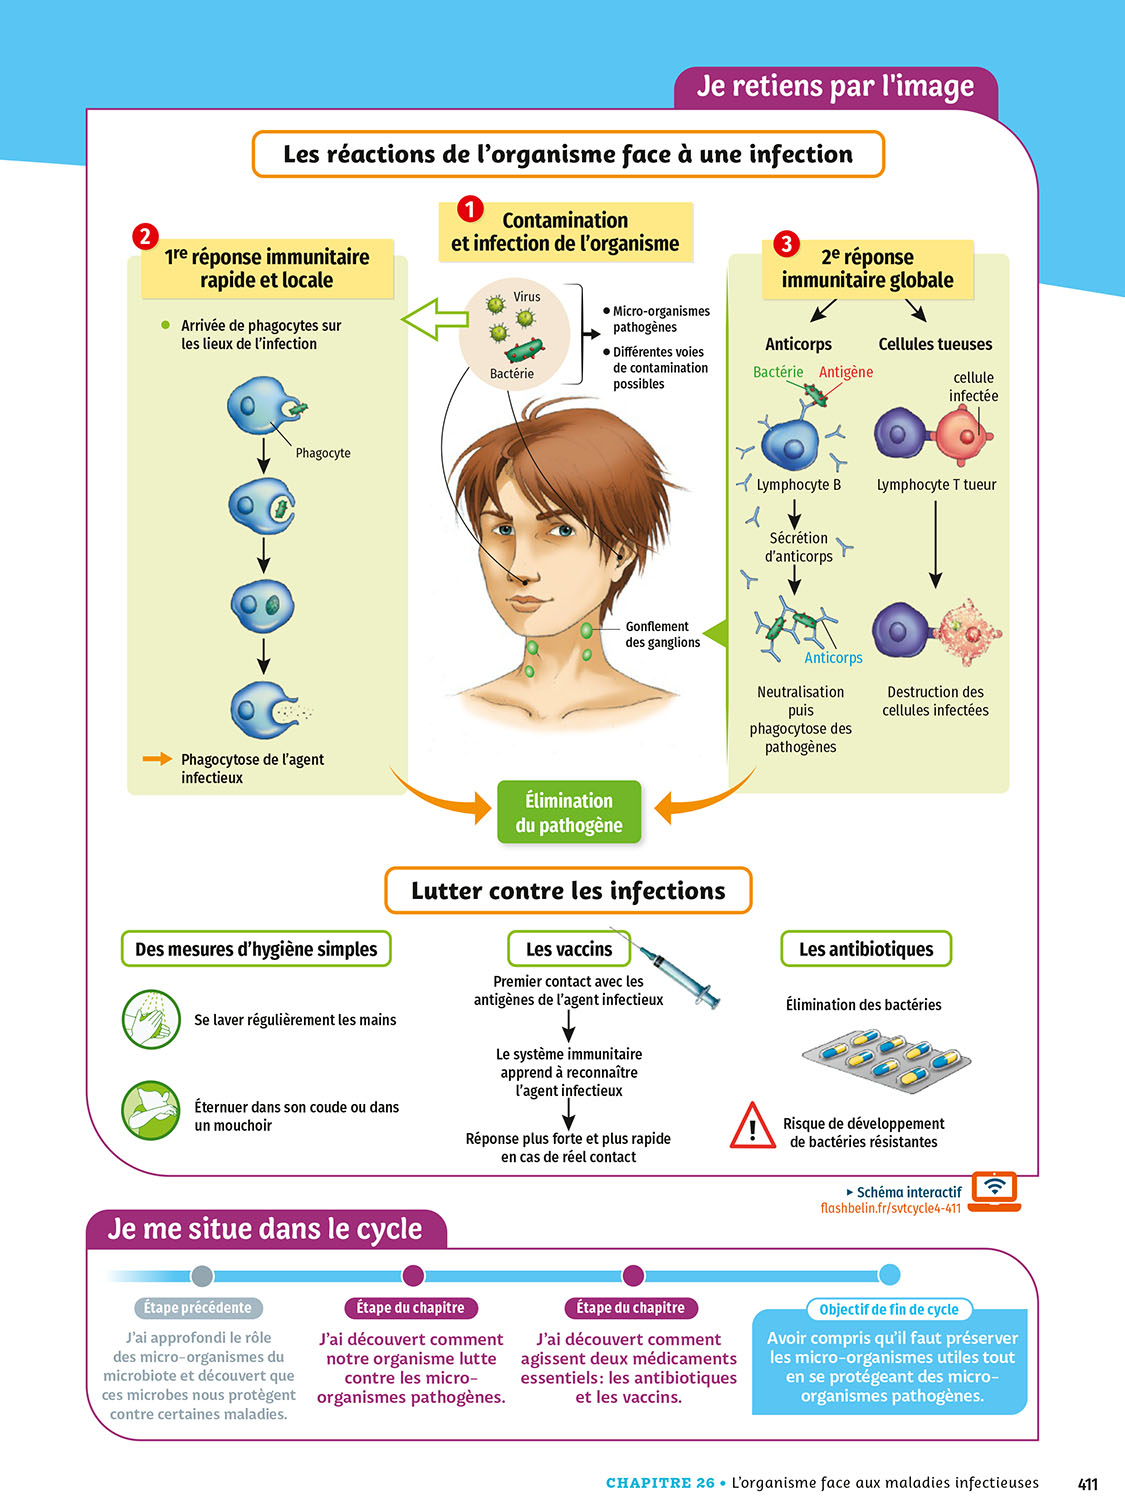 Je retiens par l'image
Les réactions de l'organisme face à une infection
1
Contamination
et infection de l'organisme
2
1re réponse immunitaire
rapide et locale
Arrivée de phagocytes sur
les lieux de l'infection
Phagocyte
Phagocytose de l'agent
infectieux
Virus
Bactérie
• Micro-organismes
pathogènes
• Différentes voies
de contamination
possibles
Gonflement
des ganglions
3
2e réponse
immunitaire globale
Anticorps
Bactérie
Antigène
Lymphocyte B
Sécrétion
d'anticorps
Anticorps
Neutralisation
puis
phagocytose des
pathogènes
Cellules tueuses
cellule
infectée
Lymphocyte T tueur
Destruction des
cellules infectées
Élimination
du pathogène
Lutter contre les infections
Des mesures d'hygiène simples
Se laver régulièrement les mains
Éternuer dans son coude ou dans
un mouchoir
Les vaccins
Premier contact avec les
antigènes de l'agent infectieux
Le système immunitaire
apprend à reconnaître
l'agent infectieux
Réponse plus forte et plus rapide
en cas de réel contact
Les antibiotiques
Élimination des bactéries
!
Risque de développement
de bactéries résistantes
▸ Schéma interactif
flashbelin.fr/svtcycle4-411
Je me situe dans le cycle
Étape précédente
J'ai approfondi le rôle
des micro-organismes du
microbiote et découvert que
ces microbes nous protègent
contre certaines maladies.
Étape du chapitre
J'ai découvert comment
notre organisme lutte
contre les micro-
organismes pathogènes.
Étape du chapitre
J'ai découvert comment
agissent deux médicaments
essentiels : les antibiotiques
et les vaccins.
Objectif de fin de cycle
Avoir compris qu'il faut préserver
les micro-organismes utiles tout
en se protégeant des micro-
organismes pathogènes.
CHAPITRE 26 • L'organisme face aux maladies infectieuses 411